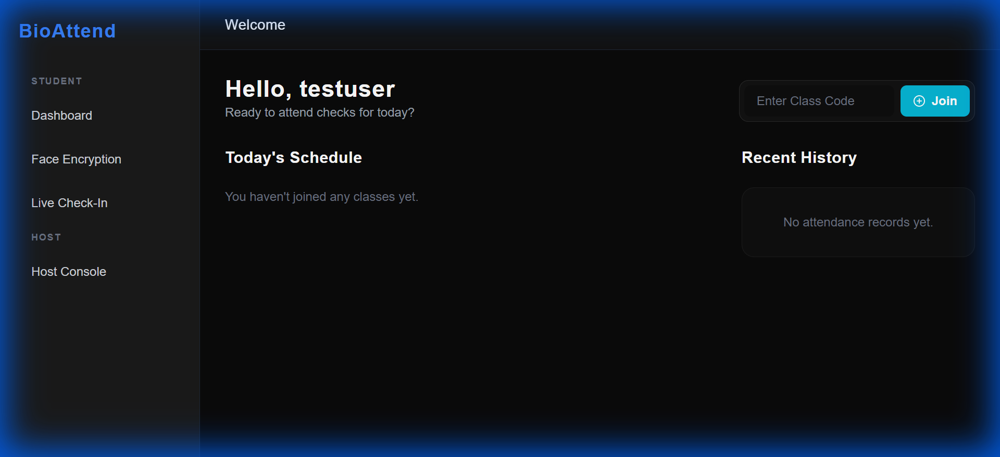 BioAttend
STUDENT
Dashboard
Face Encryption
Live Check-In
HOST
Host Console
Welcome
Hello, testuser
Ready to attend checks for today?
Enter Class Code
Join
Today's Schedule
You haven't joined any classes yet.
Recent History
No attendance records yet.